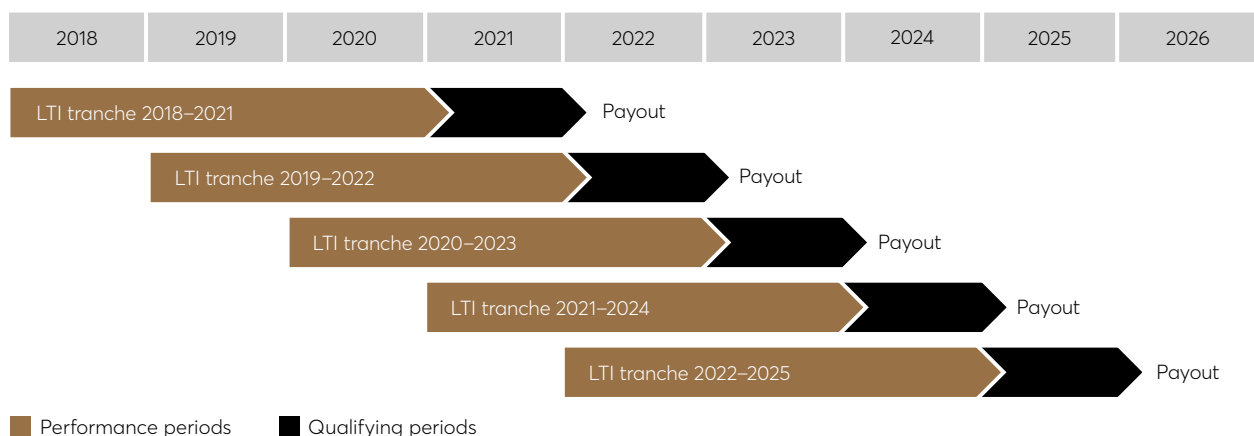 2018 2019 2020 2021 2022 2023 2024 2025 2026
LTI tranche 2018–2021 Payout
LTI tranche 2019–2022 Payout
LTI tranche 2020–2023 Payout
LTI tranche 2021–2024 Payout
LTI tranche 2022–2025 Payout
Performance periods Qualifying periods